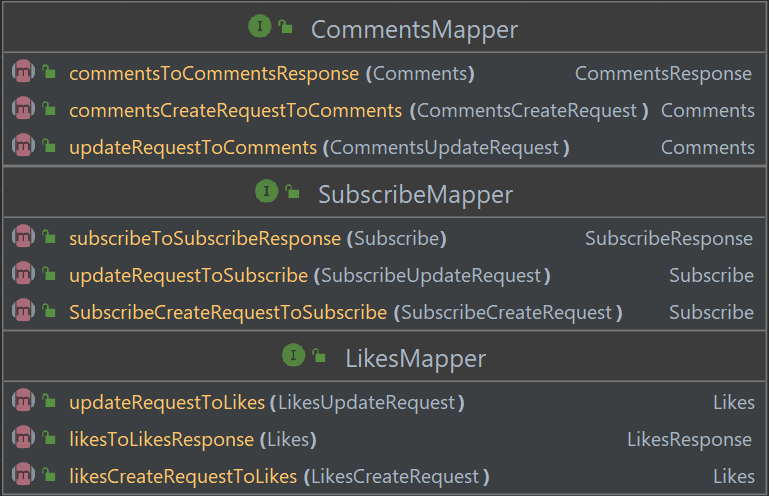 CommentsMapper
commentsToCommentsResponse (Comments) CommentsResponse
commentsCreateRequestToComments (CommentsCreateRequest ) Comments
updateRequestToComments (CommentsUpdateRequest ) Comments
SubscribeMapper
subscribeToSubscribeResponse (Subscribe) SubscribeResponse
updateRequestToSubscribe (SubscribeUpdateRequest) Subscribe
SubscribeCreateRequestToSubscribe (SubscribeCreateRequest ) Subscribe
LikesMapper
updateRequestToLikes (LikesUpdateRequest) Likes
likesToLikesResponse (Likes) LikesResponse
likesCreateRequestToLikes (LikesCreateRequest ) Likes